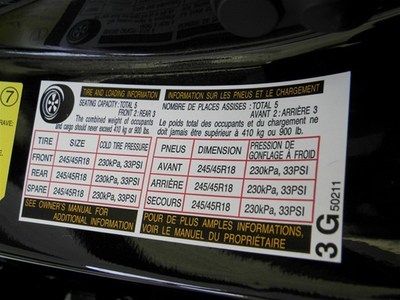 7
RAVE:
TIRE AND LOADING INFORMATION
SEATING CAPACITY: TOTAL 5
FRONT 2: REAR 3
The combined weight of occupants
and cargo should never exceed 410 kg or 900 lbs.
TIRE SIZE COLD TIRE PRESSURE
FRONT 245/45R18 230kPa, 33PSI
REAR 245/45R18 230kPa, 33PSI
SPARE 245/45R18 230kPa, 33PSI
SEE OWNER'S MANUAL FOR
ADDITIONAL INFORMATION
INFORMATION SUR LES PNEUS ET LE CHARGEMENT
NOMBRE DE PLACES ASSISES : TOTAL 5
AVANT 2 : ARRIÈRE 3
Le poids total des occupants et du chargement ne
doit jamais être supérieur à 410 kg ou 900 lb.
PNEUS DIMENSION PRESSION DE
GONFLAGE À FROID
AVANT 245/45R18 230kPa, 33PSI
ARRIÈRE 245/45R18 230kPa, 33PSI
SECOURS 245/45R18 230kPa, 33PSI
POUR DE PLUS AMPLES INFORMATIONS,
VOIR LE MANUEL DU PROPRIÉTAIRE
3 G 50211